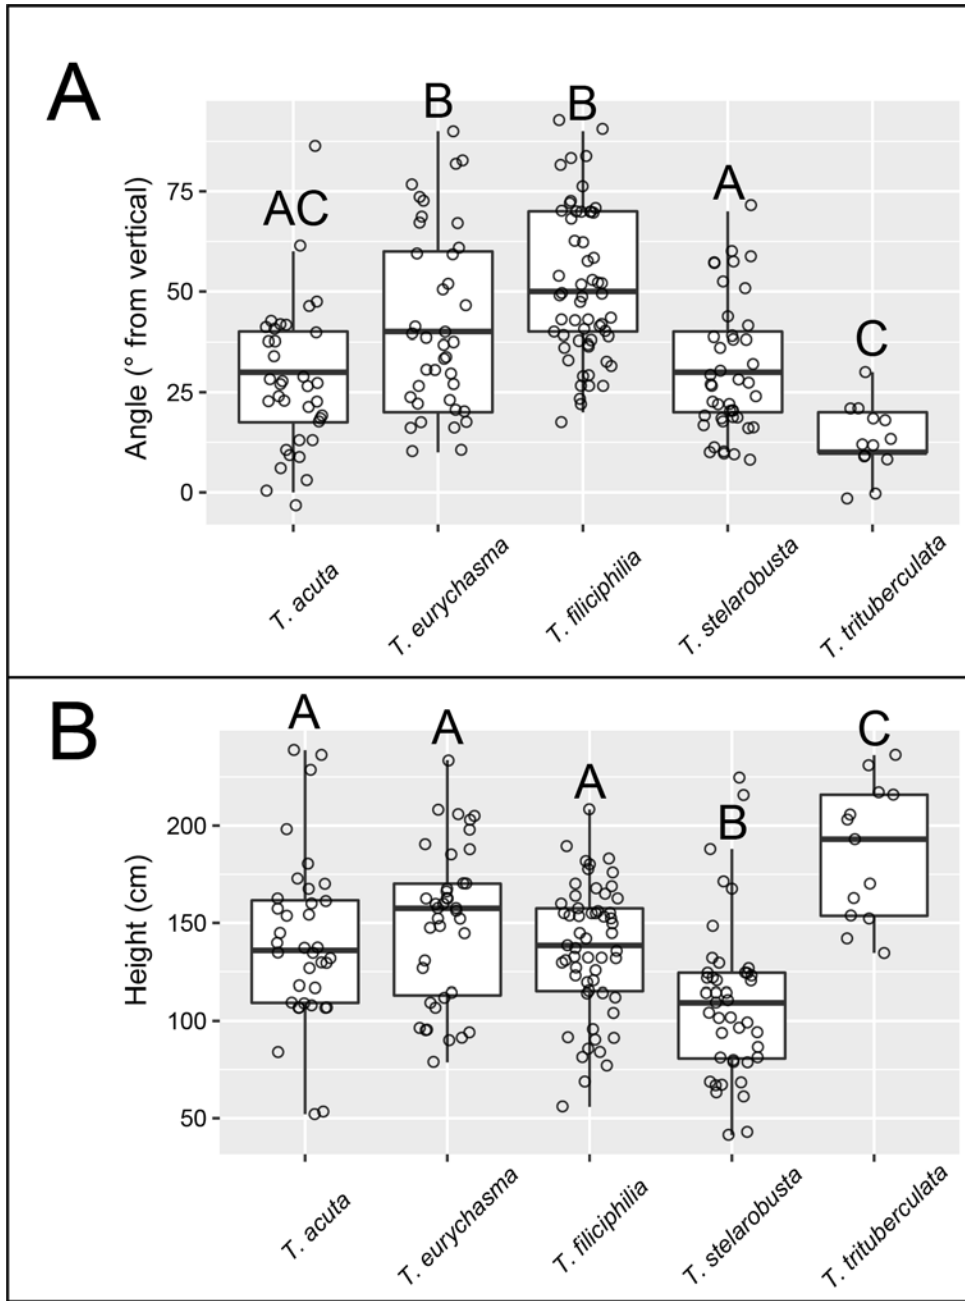 A
AC
B
B
A
C
Angle (° from vertical)
75
50
25
0
T. acuta
T. eurychasma
T. filiciphilia
T. stelarobusta
T. trituberculata
B
A
A
A
B
C
Height (cm)
200
150
100
50
T. acuta
T. eurychasma
T. filiciphilia
T. stelarobusta
T. trituberculata